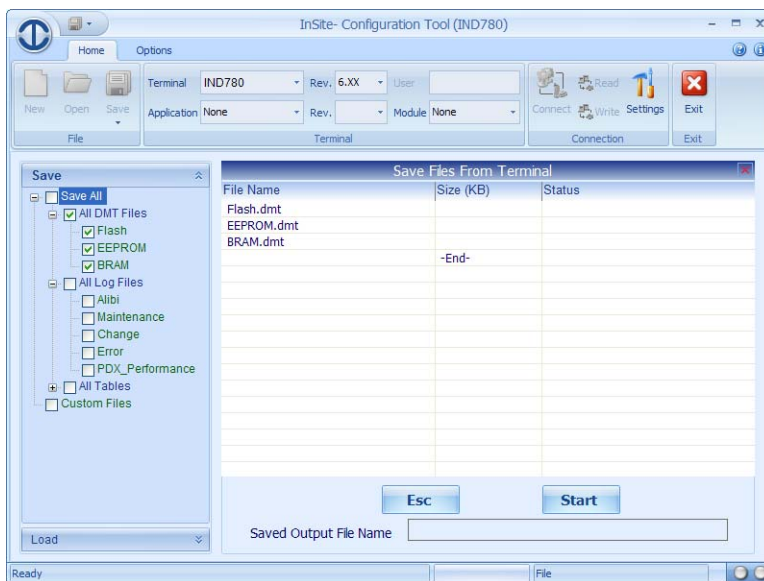 InSite- Configuration Tool (IND780)
Home Options
New Open Save
File
Terminal IND780 Rev. 6.XX User
Application None Rev. Module None
Terminal
Connect Read Write Settings
Connection
Exit
Exit
Save
Save All
All DMT Files
Flash
EEPROM
BRAM
All Log Files
Alibi
Maintenance
Change
Error
PDX_Performance
All Tables
Custom Files
Load
Save Files From Terminal
File Name Size (KB) Status
Flash.dmt
EEPROM.dmt
BRAM.dmt
-End-
Esc Start
Saved Output File Name
Ready File